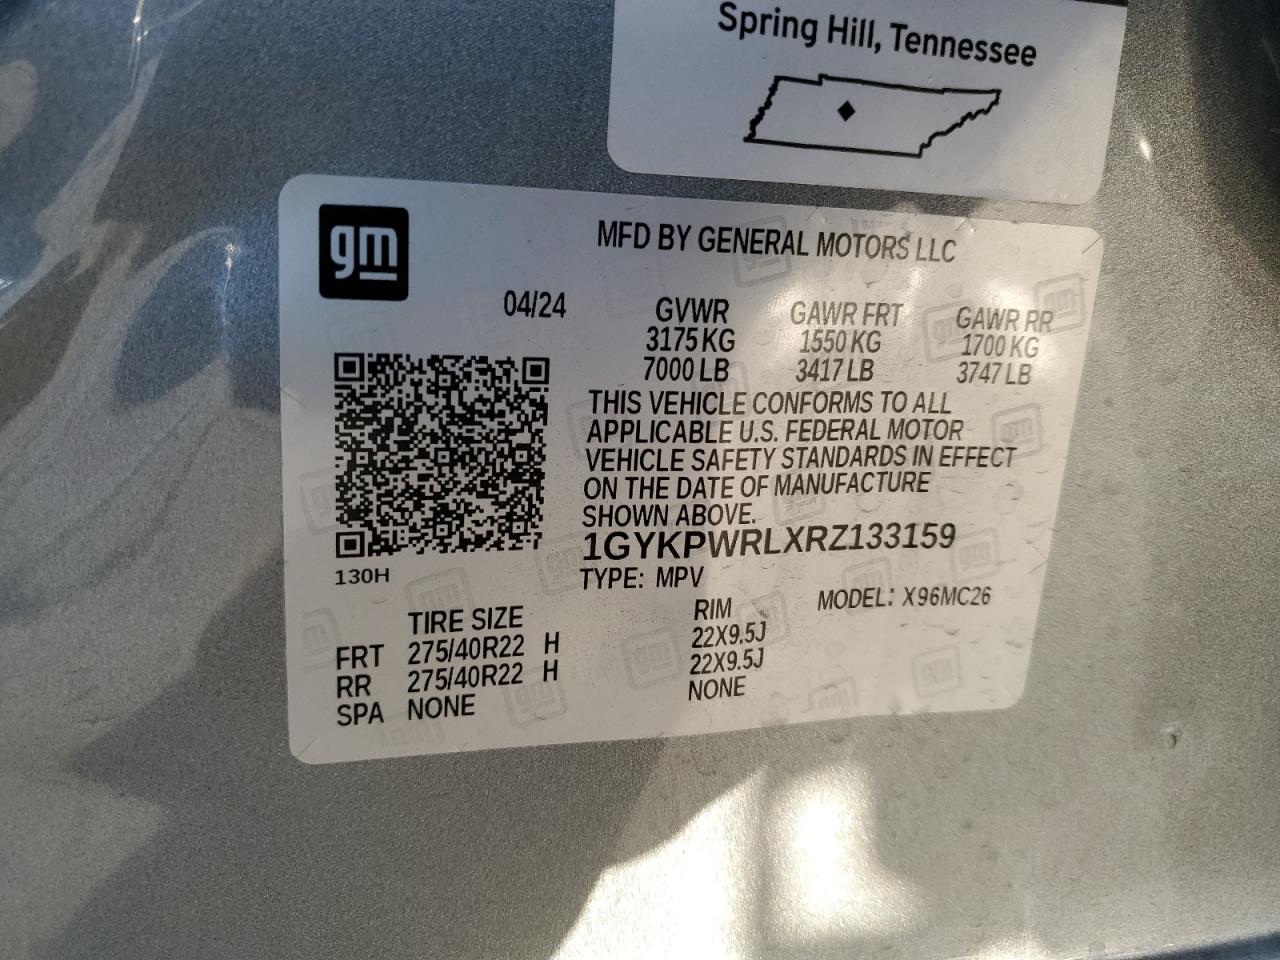 Spring Hill, Tennessee
gm
MFD BY GENERAL MOTORS LLC
04/24
GVWR GAWR FRT GAWR RR
3175 KG 1550 KG 1700 KG
7000 LB 3417 LB 3747 LB
THIS VEHICLE CONFORMS TO ALL
APPLICABLE U.S. FEDERAL MOTOR
VEHICLE SAFETY STANDARDS IN EFFECT
ON THE DATE OF MANUFACTURE
SHOWN ABOVE.
1GYKPWRLXRZ133159
130H
TYPE: MPV MODEL: X96MC26
TIRE SIZE RIM
FRT 275/40R22 H 22X9.5J
RR 275/40R22 H 22X9.5J
SPA NONE NONE